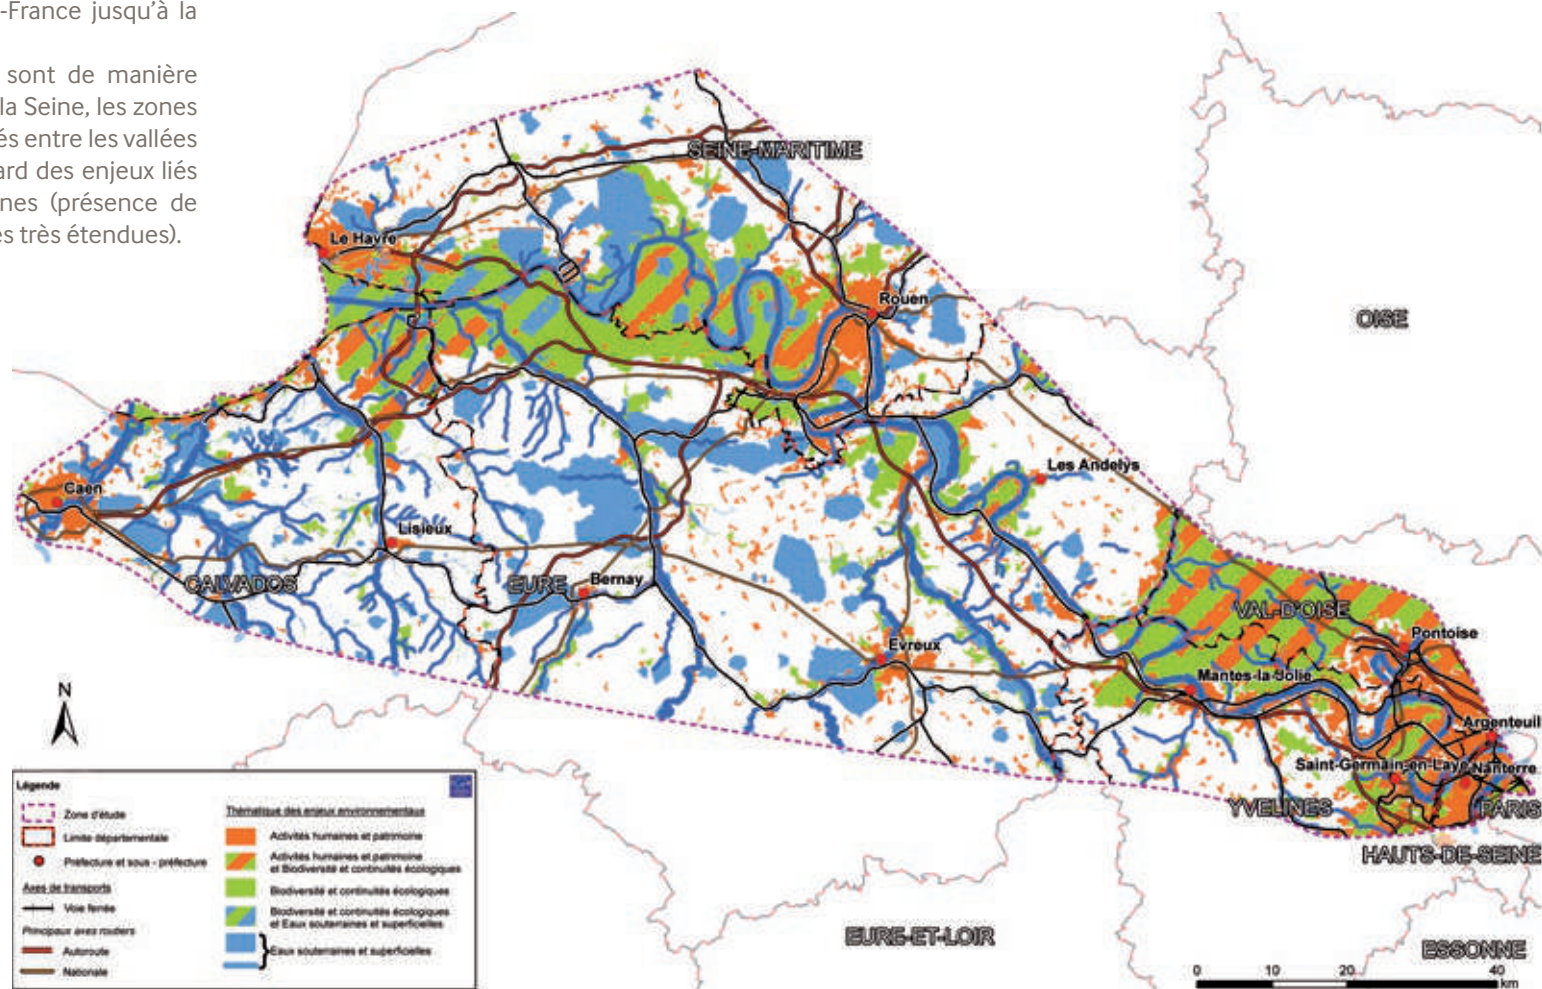 -France jusqu'à la
sont de manière
la Seine, les zones
és entre les vallées
ard des enjeux liés
nes (présence de
es très étendues).
SEINE-MARITIME
Le Havre
Rouen
OISE
Les Andelys
Caen
Lisieux
CALVADOS
EURE
Bernay
VAL-D'OISE
Pontoise
Evreux
Mantes-la-Jolie
Argenteuil
Saint-Germain-en-Laye
Nanterre
YVELINES
PARIS
HAUTS-DE-SEINE
EURE-ET-LOIR
ESSONNE
N
Légende
Zone d'étude
Limite départementale
Préfecture et sous - préfecture
Axes de transports
Voie ferrée
Principaux axes routiers
Autoroute
Nationale
Thématique des enjeux environnementaux
Activités humaines et patrimoine
Activités humaines et patrimoine
et Biodiversité et continuités écologiques
Biodiversité et continuités écologiques
Biodiversité et continuités écologiques
et Eaux souterraines et superficielles
Eaux souterraines et superficielles
0 10 20 40
km